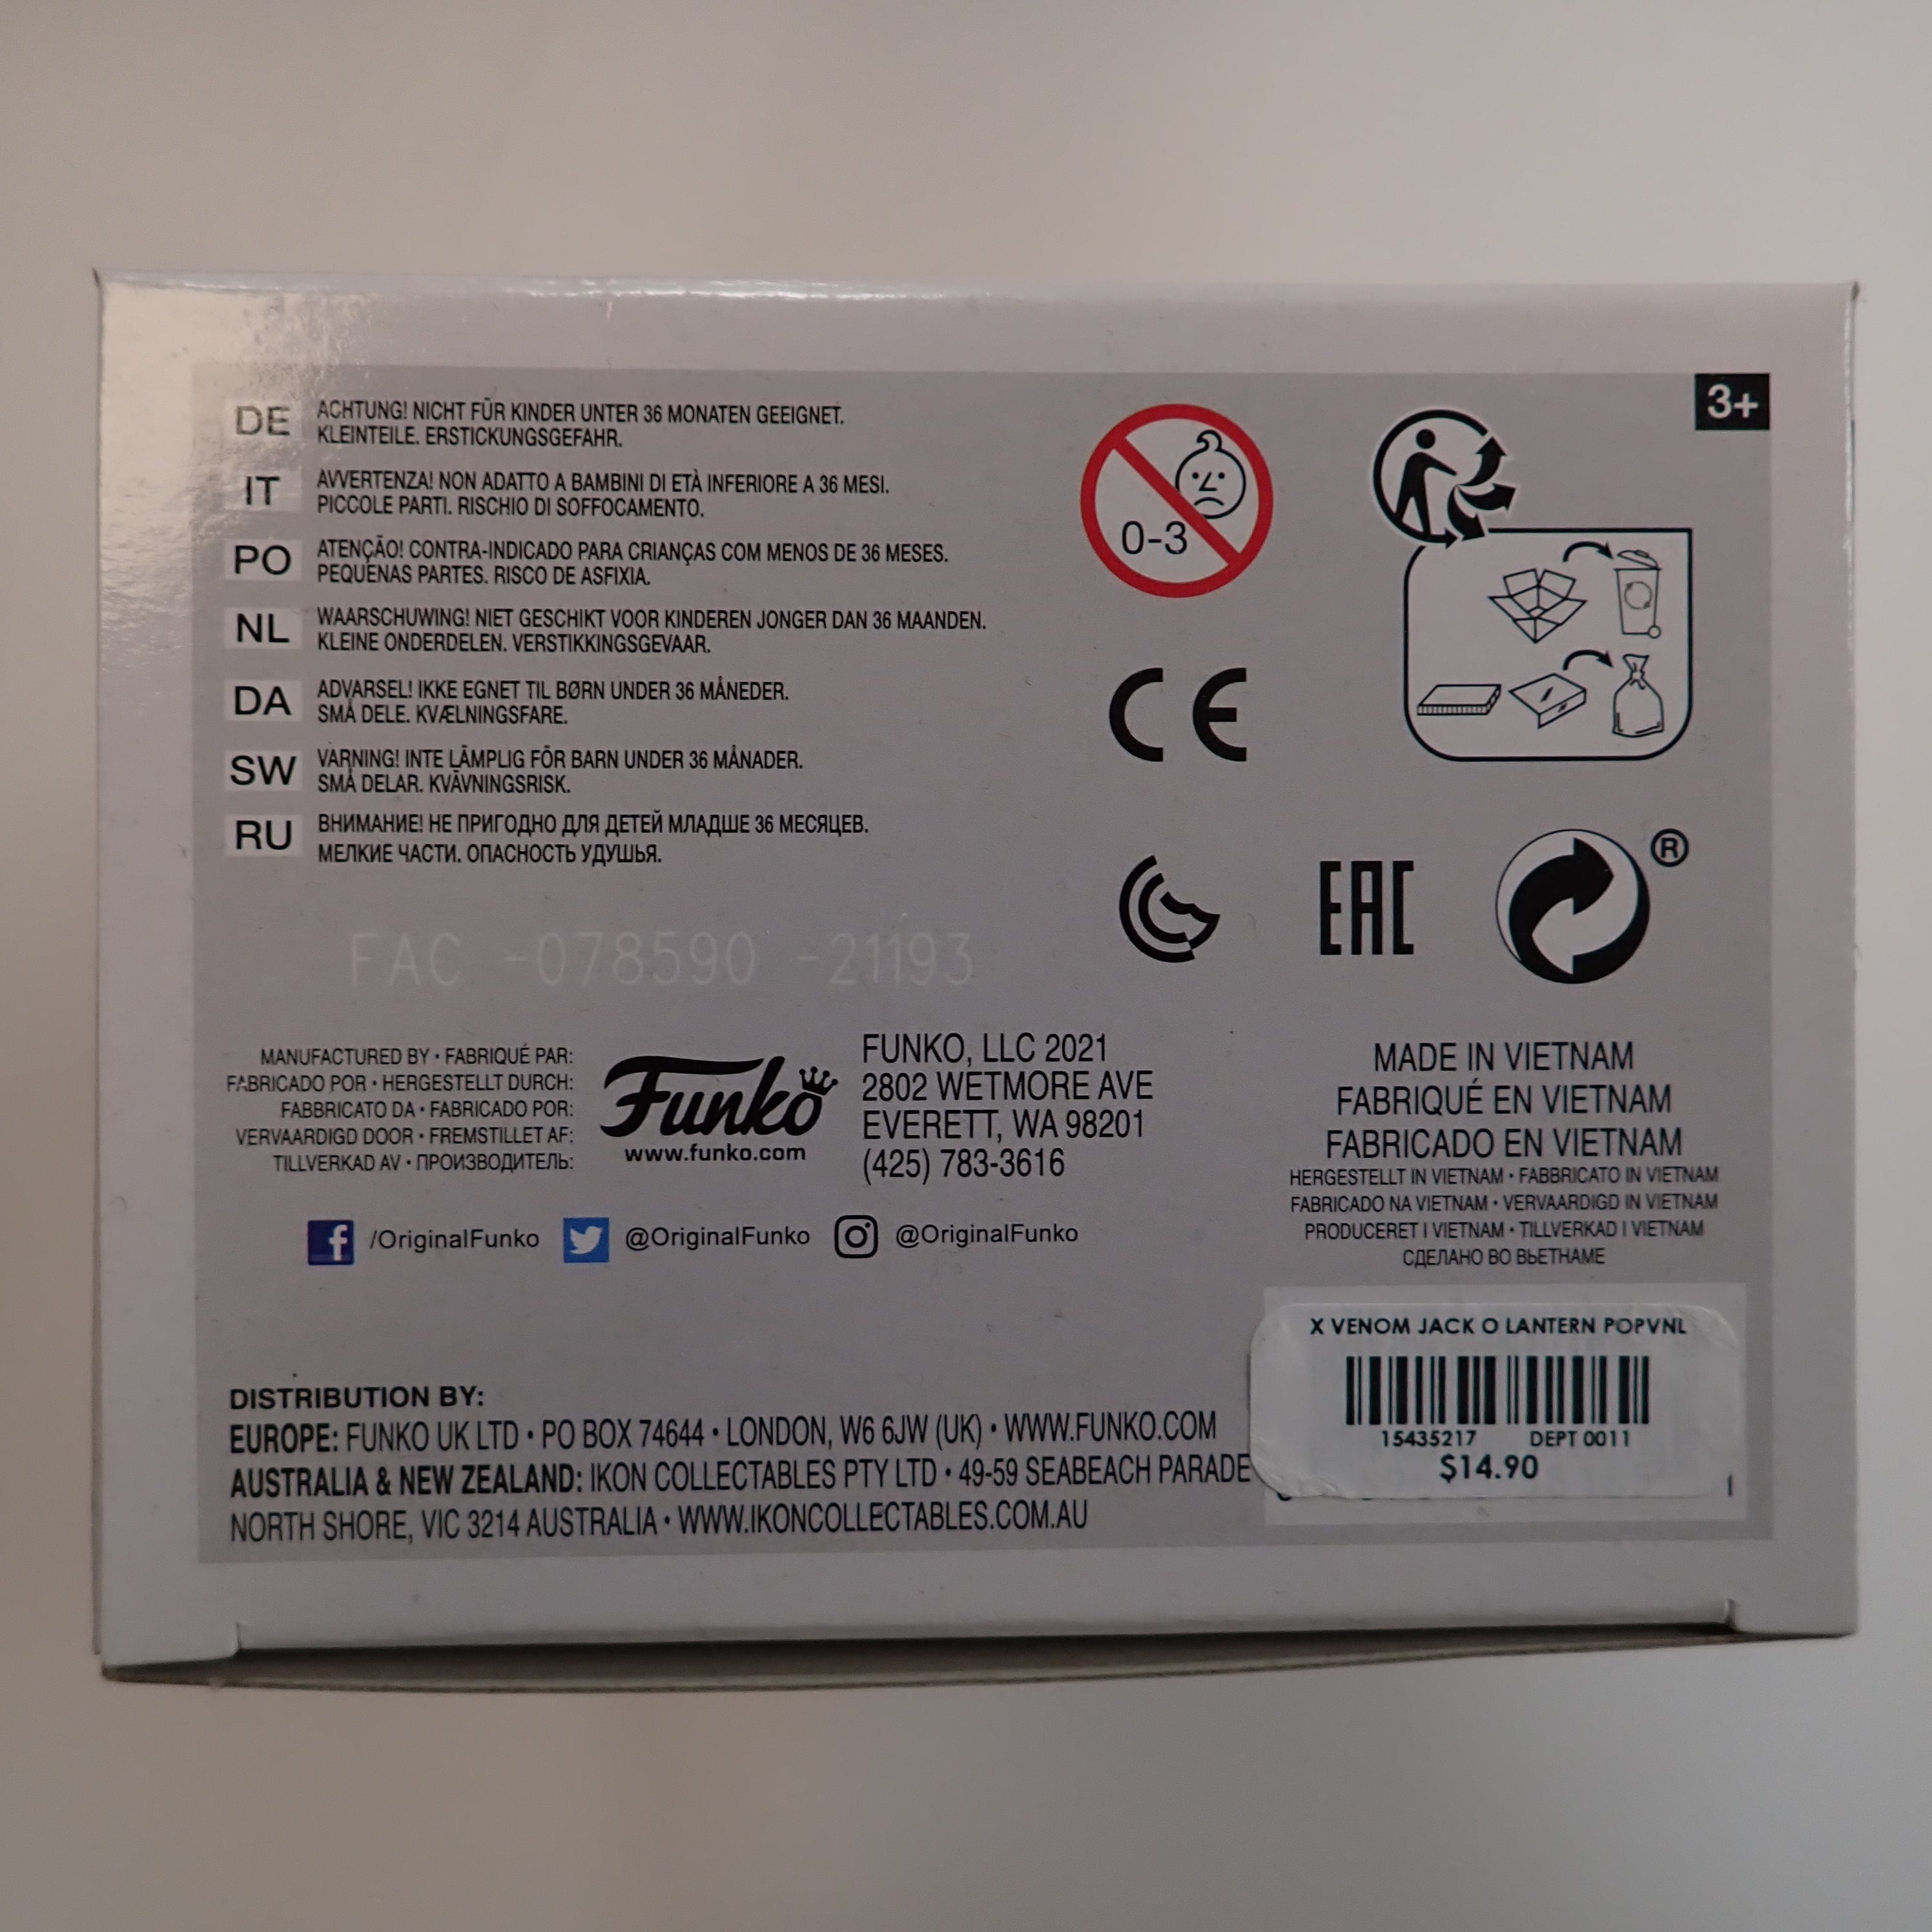 3+
DE ACHTUNG! NICHT FÜR KINDER UNTER 36 MONATEN GEEIGNET.
KLEINTEILE. ERSTICKUNGSGEFAHR.
IT AVVERTENZA! NON ADATTO A BAMBINI DI ETÀ INFERIORE A 36 MESI.
PICCOLE PARTI. RISCHIO DI SOFFOCAMENTO.
PO ATENÇÃO! CONTRA-INDICADO PARA CRIANÇAS COM MENOS DE 36 MESES.
PEQUENAS PARTES. RISCO DE ASFIXIA.
NL WAARSCHUWING! NIET GESCHIKT VOOR KINDEREN JONGER DAN 36 MAANDEN.
KLEINE ONDERDELEN. VERSTIKKINGSGEVAAR.
DA ADVARSEL! IKKE EGNET TIL BØRN UNDER 36 MÅNEDER.
SMÅ DELE. KVÆLNINGSFARE.
SW VARNING! INTE LÄMPLIG FÖR BARN UNDER 36 MÅNADER.
SMÅ DELAR. KVÄVNINGSRISK.
RU ВНИМАНИЕ! НЕ ПРИГОДНО ДЛЯ ДЕТЕЙ МЛАДШЕ 36 МЕСЯЦЕВ.
МЕЛКИЕ ЧАСТИ. ОПАСНОСТЬ УДУШЬЯ.
0-3
CE
EAC
®
FAC -078590 -21193
MANUFACTURED BY • FABRIQUÉ PAR:
FABRICADO POR • HERGESTELLT DURCH:
FABBRICATO DA • FABRICADO POR:
VERVAARDIGD DOOR • FREMSTILLET AF:
TILLVERKAD AV • ПРОИЗВОДИТЕЛЬ:
Funko
www.funko.com
FUNKO, LLC 2021
2802 WETMORE AVE
EVERETT, WA 98201
(425) 783-3616
MADE IN VIETNAM
FABRIQUÉ EN VIETNAM
FABRICADO EN VIETNAM
HERGESTELLT IN VIETNAM • FABBRICATO IN VIETNAM
FABRICADO NA VIETNAM • VERVAARDIGD IN VIETNAM
PRODUCERET I VIETNAM • TILLVERKAD I VIETNAM
СДЕЛАНО ВО ВЬЕТНАМЕ
f /OriginalFunko @OriginalFunko @OriginalFunko
X VENOM JACK O LANTERN POPVNL
15435217 DEPT 0011
$14.90
DISTRIBUTION BY:
EUROPE: FUNKO UK LTD • PO BOX 74644 • LONDON, W6 6JW (UK) • WWW.FUNKO.COM
AUSTRALIA & NEW ZEALAND: IKON COLLECTABLES PTY LTD • 49-59 SEABEACH PARADE
NORTH SHORE, VIC 3214 AUSTRALIA • WWW.IKONCOLLECTABLES.COM.AU